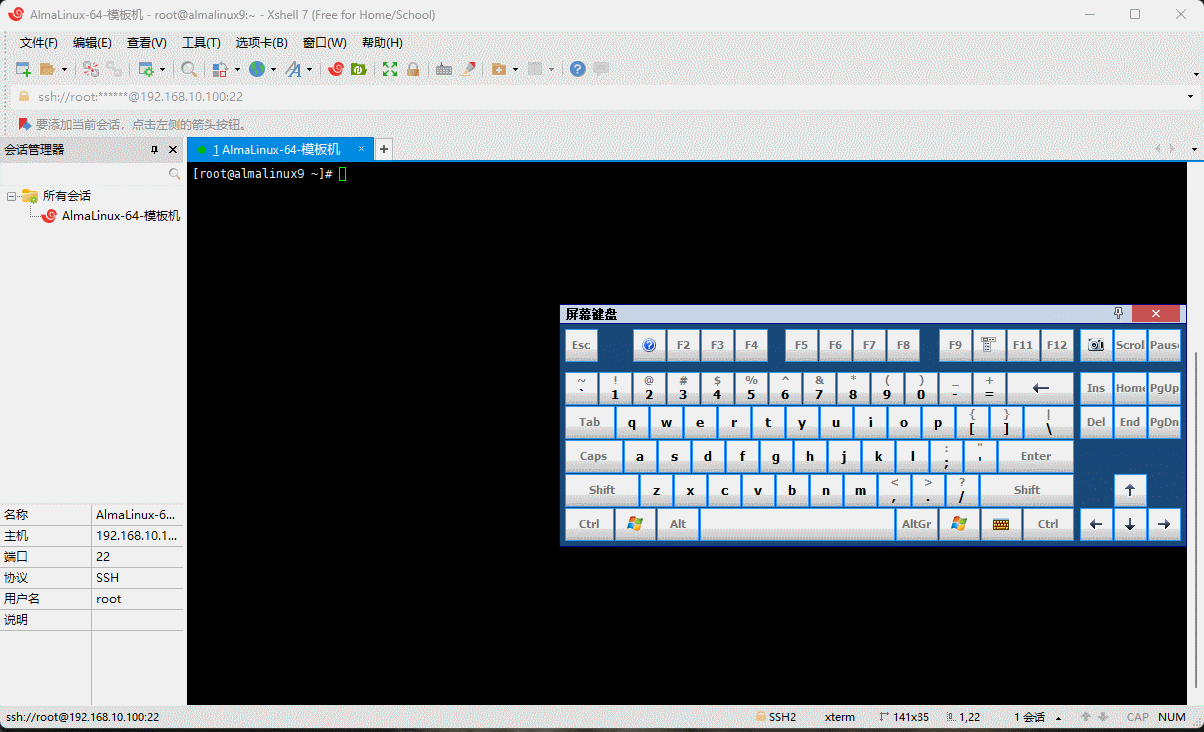 AlmaLinux-64-模板机 - root@almalinux9:~ - Xshell 7 (Free for Home/School)
文件(F) 编辑(E) 查看(V) 工具(T) 选项卡(B) 窗口(W) 帮助(H)
ssh://root:******@192.168.10.100:22
要添加当前会话，点击左侧的箭头按钮。
会话管理器
1 AlmaLinux-64-模板机
[root@almalinux9 ~]#
所有会话
AlmaLinux-64-模板机
屏幕键盘
Esc F2 F3 F4 F5 F6 F7 F8 F9 F11 F12 Scrol Paus
~ ! @ # $ % ^ & * ( ) _ +
` 1 2 3 4 5 6 7 8 9 0 - = ← Ins Home PgUp
{ } |
Tab q w e r t y u i o p [ ] \ Del End PgDn
: "
Caps a s d f g h j k l ; ' Enter
< > ?
Shift z x c v b n m , . / Shift ↑
Ctrl Alt AltGr Ctrl ← ↓ →
名称 AlmaLinux-6...
主机 192.168.10.1...
端口 22
协议 SSH
用户名 root
说明
ssh://root@192.168.10.100:22 SSH2 xterm 141x35 1,22 1 会话 CAP NUM